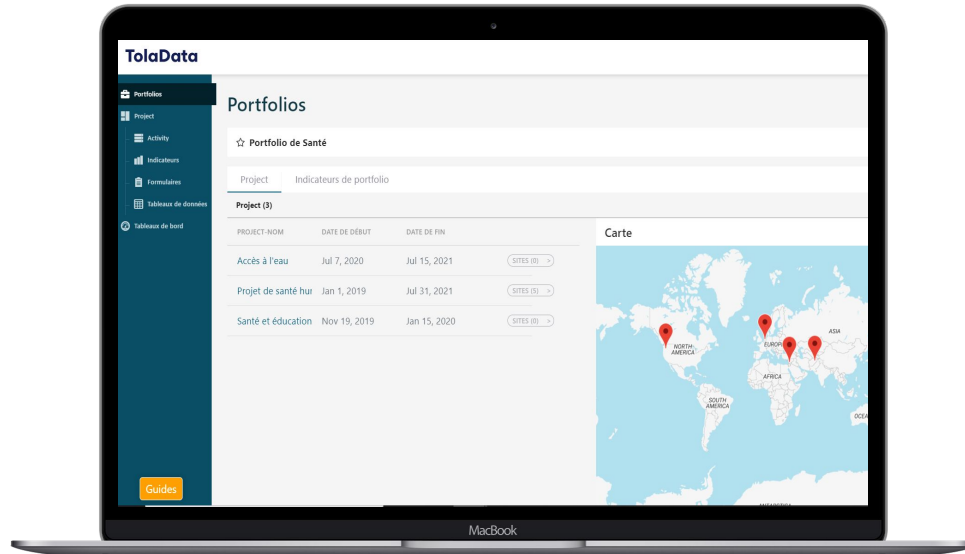 TolaData
Portfolios
Project
Activity
Indicateurs
Formulaires
Tableaux de données
Tableaux de bord
Guides
Portfolios
☆ Portfolio de Santé
Project Indicateurs de portfolio
Project (3)
PROJECT-NOM DATE DE DÉBUT DATE DE FIN
Accès à l'eau Jul 7, 2020 Jul 15, 2021 SITES (0) >
Projet de santé hur Jan 1, 2019 Jul 31, 2021 SITES (5) >
Santé et éducation Nov 19, 2019 Jan 15, 2020 SITES (0) >
Carte
NORTH
AMERICA
EUROP
ASIA
AFRICA
SOUTH
AMERICA
OCEA
MacBook